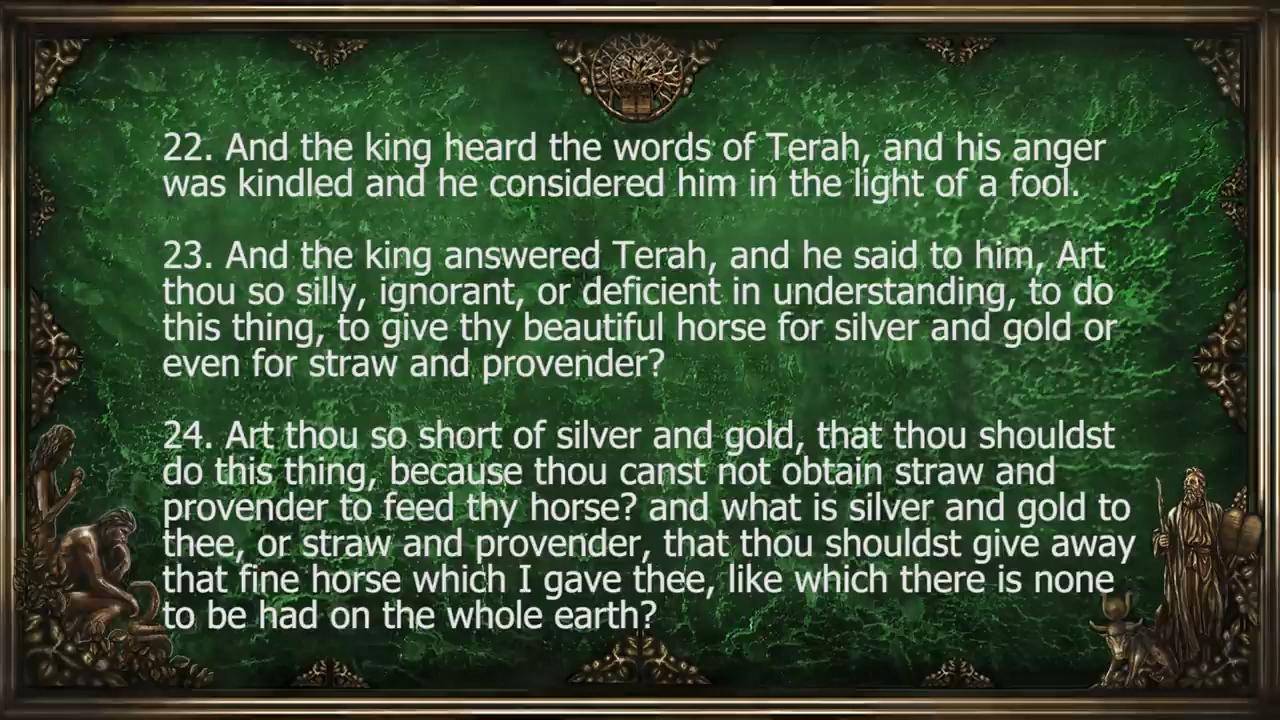 22. And the king heard the words of Terah, and his anger
was kindled and he considered him in the light of a fool.
23. And the king answered Terah, and he said to him, Art
thou so silly, ignorant, or deficient in understanding, to do
this thing, to give thy beautiful horse for silver and gold or
even for straw and provender?
24. Art thou so short of silver and gold, that thou shouldst
do this thing, because thou canst not obtain straw and
provender to feed thy horse? and what is silver and gold to
thee, or straw and provender, that thou shouldst give away
that fine horse which I gave thee, like which there is none
to be had on the whole earth?